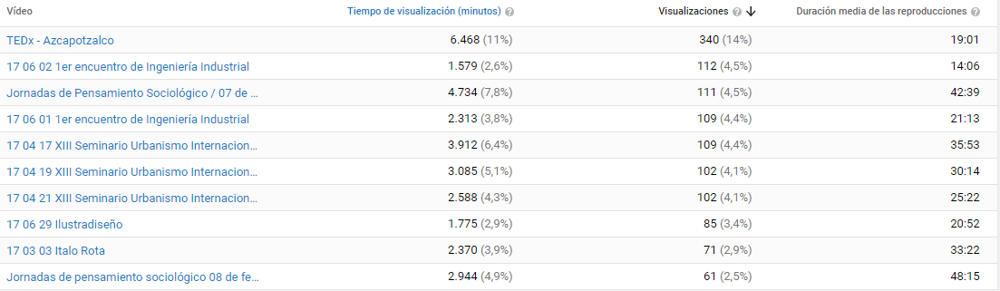 Vídeo Tiempo de visualización (minutos) Visualizaciones Duración media de las reproducciones
TEDx - Azcapotzalco 6.468 (11%) 340 (14%) 19:01
17 06 02 1er encuentro de Ingeniería Industrial 1.579 (2,6%) 112 (4,5%) 14:06
Jornadas de Pensamiento Sociológico / 07 de ... 4.734 (7,8%) 111 (4,5%) 42:39
17 06 01 1er encuentro de Ingeniería Industrial 2.313 (3,8%) 109 (4,4%) 21:13
17 04 17 XIII Seminario Urbanismo Internacion... 3.912 (6,4%) 109 (4,4%) 35:53
17 04 19 XIII Seminario Urbanismo Internacion... 3.085 (5,1%) 102 (4,1%) 30:14
17 04 21 XIII Seminario Urbanismo Internacion... 2.588 (4,3%) 102 (4,1%) 25:22
17 06 29 Ilustradiseño 1.775 (2,9%) 85 (3,4%) 20:52
17 03 03 Italo Rota 2.370 (3,9%) 71 (2,9%) 33:22
Jornadas de pensamiento sociológico 08 de fe... 2.944 (4,9%) 61 (2,5%) 48:15